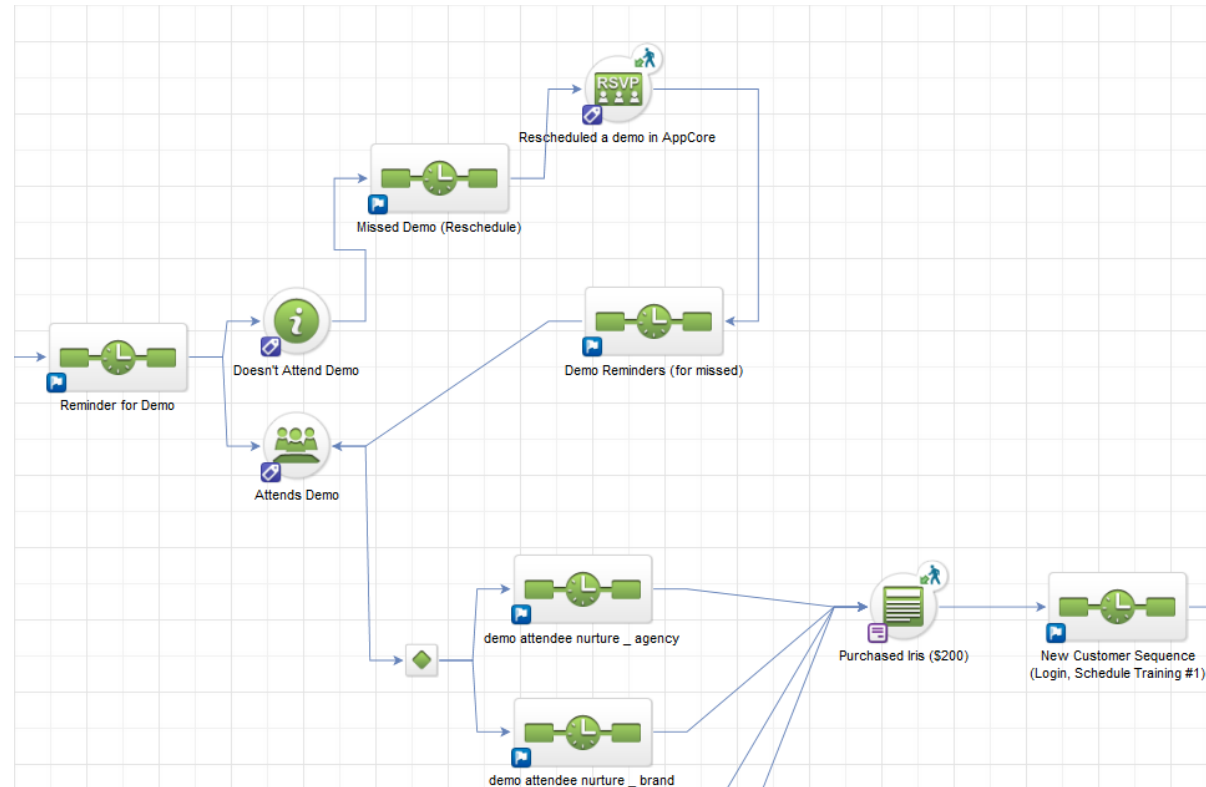 RSVP
Rescheduled a demo in AppCore
Missed Demo (Reschedule)
Doesn't Attend Demo
Demo Reminders (for missed)
Reminder for Demo
Attends Demo
demo attendee nurture _ agency
Purchased Iris ($200)
New Customer Sequence
(Login, Schedule Training #1)
demo attendee nurture _ brand